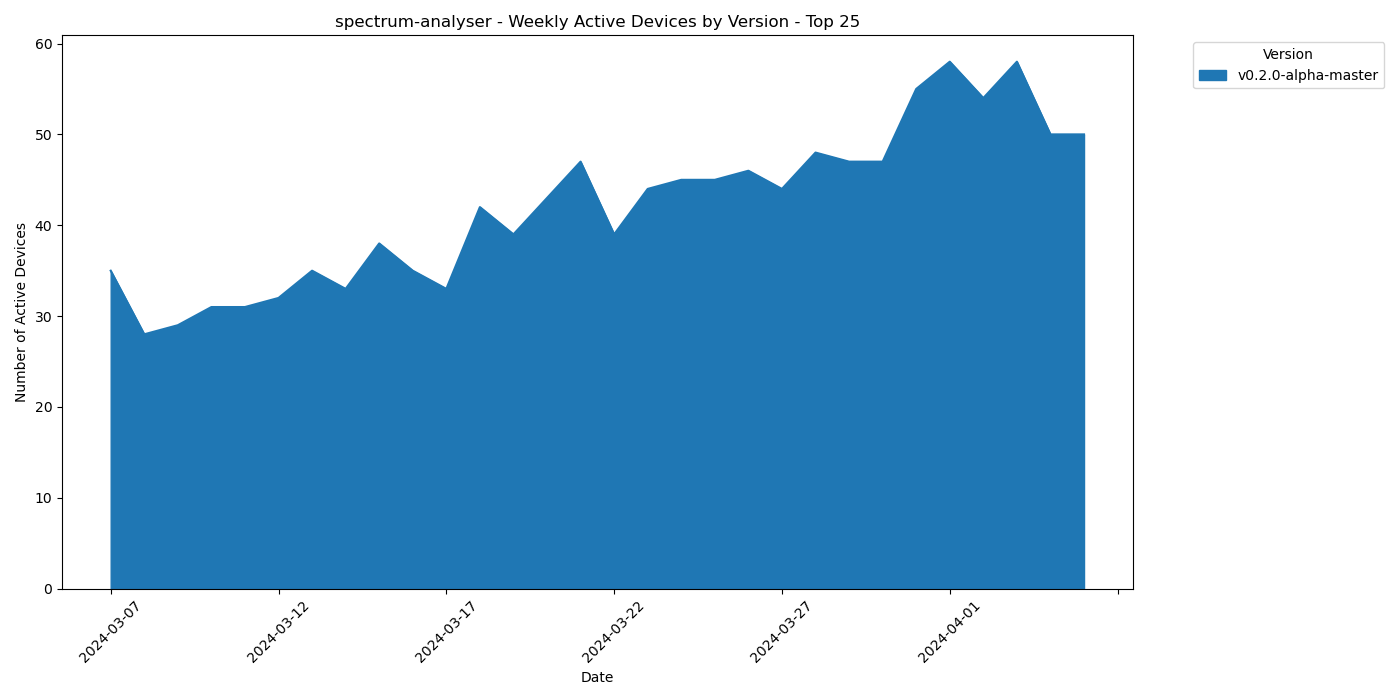 spectrum-analyser - Weekly Active Devices by Version - Top 25
Version
v0.2.0-alpha-master
60
50
40
30
20
10
0
Number of Active Devices
2024-03-07
2024-03-12
2024-03-17
2024-03-22
2024-03-27
2024-04-01
Date